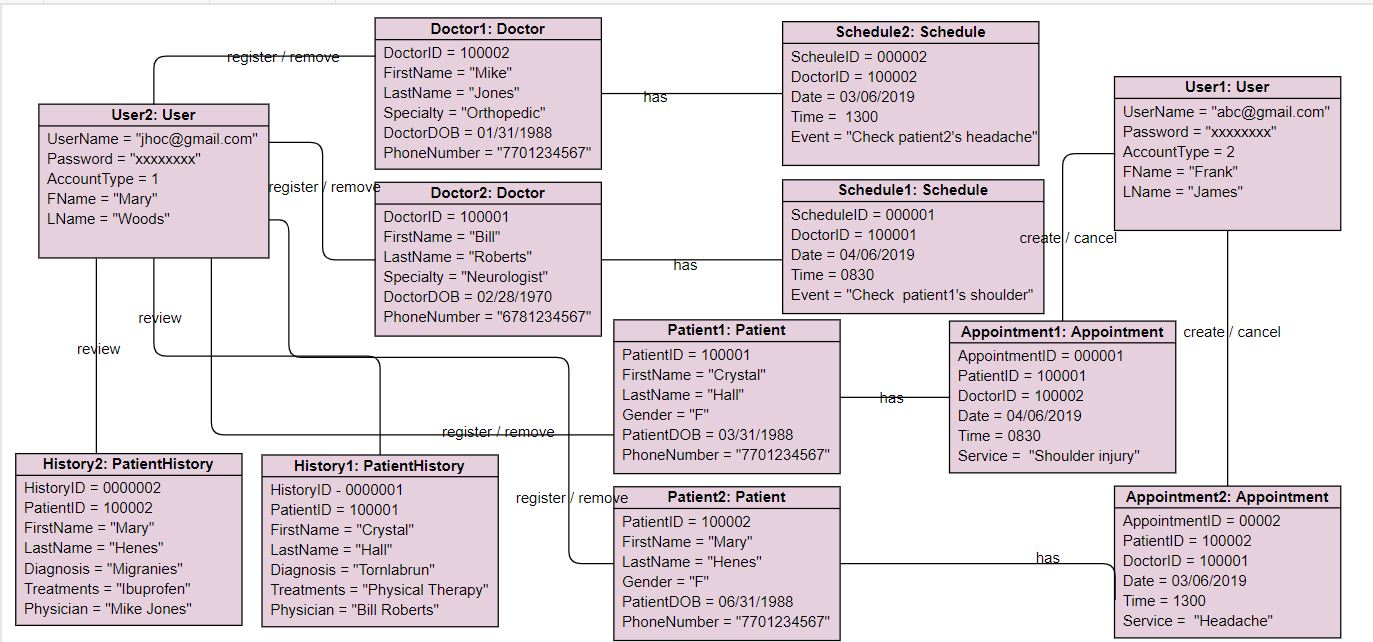 Doctor1: Doctor
DoctorID = 100002
FirstName = "Mike"
LastName = "Jones"
Specialty = "Orthopedic"
DoctorDOB = 01/31/1988
PhoneNumber = "7701234567"
Schedule2: Schedule
ScheuleID = 000002
DoctorID = 100002
Date = 03/06/2019
Time =  1300
Event = "Check patient2's headache"
User1: User
UserName = "abc@gmail.com"
Password = "xxxxxxxx"
AccountType = 2
FName = "Frank"
LName = "James"
register / remove
has
User2: User
UserName = "jhoc@gmail.com"
Password = "xxxxxxxx"
AccountType = 1
FName = "Mary"
LName = "Woods"
register / remove
Doctor2: Doctor
DoctorID = 100001
FirstName = "Bill"
LastName = "Roberts"
Specialty = "Neurologist"
DoctorDOB = 02/28/1970
PhoneNumber = "6781234567"
has
Schedule1: Schedule
ScheduleID = 000001
DoctorID = 100001
Date = 04/06/2019
Time = 0830
Event = "Check  patient1's shoulder"
create / cancel
create / cancel
review
review
Patient1: Patient
PatientID = 100001
FirstName = "Crystal"
LastName = "Hall"
Gender = "F"
PatientDOB = 03/31/1988
PhoneNumber = "7701234567"
has
Appointment1: Appointment
AppointmentID = 000001
PatientID = 100001
DoctorID = 100002
Date = 04/06/2019
Time = 0830
Service =  "Shoulder injury"
register / remove
History2: PatientHistory
HistoryID = 0000002
PatientID = 100002
FirstName = "Mary"
LastName = "Henes"
Diagnosis = "Migranies"
Treatments = "Ibuprofen"
Physician = "Mike Jones"
History1: PatientHistory
HistoryID - 0000001
PatientID = 100001
FirstName = "Crystal"
LastName = "Hall"
Diagnosis = "Tornlabrun"
Treatments = "Physical Therapy"
Physician = "Bill Roberts"
register / remove
Patient2: Patient
PatientID = 100002
FirstName = "Mary"
LastName = "Henes"
Gender = "F"
PatientDOB = 06/31/1988
PhoneNumber = "7701234567"
has
Appointment2: Appointment
AppointmentID = 00002
PatientID = 100002
DoctorID = 100001
Date = 03/06/2019
Time = 1300
Service =  "Headache"